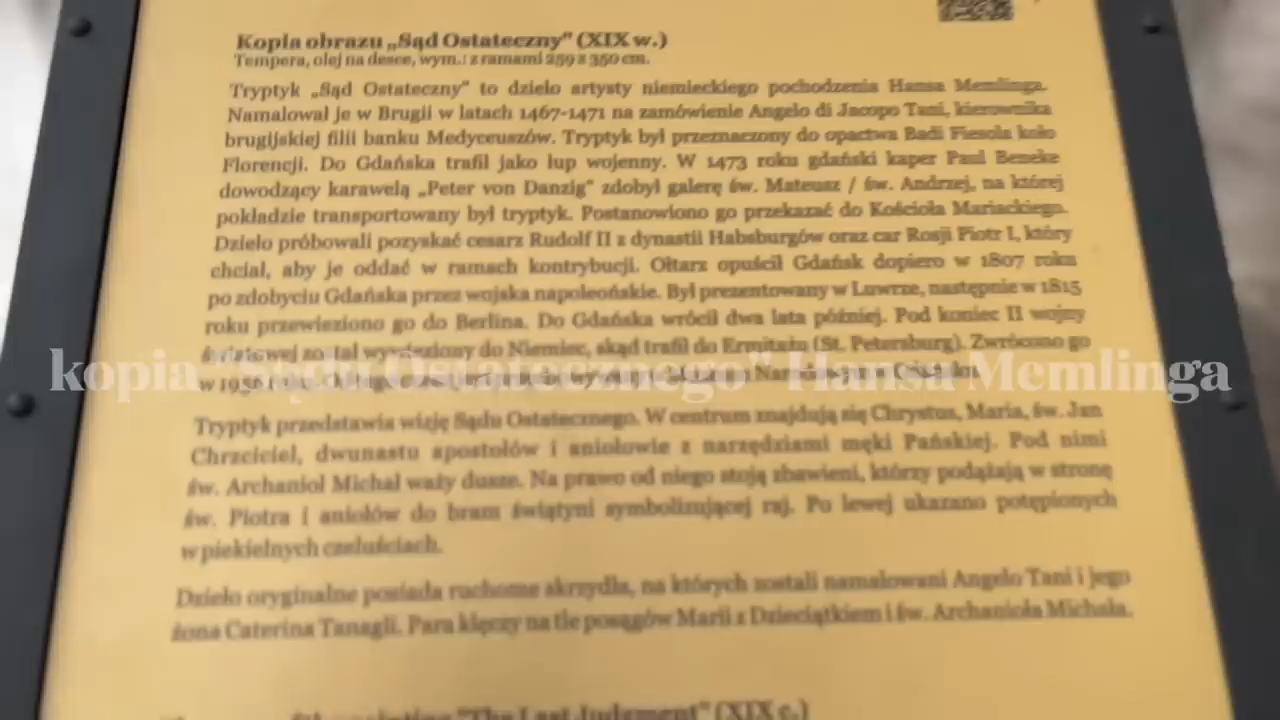 Kopia obrazu „Sąd Ostateczny" (XIX w.)
Tempera, olej na desce, wym.: z ramami 259 x 350 cm.
Tryptyk „Sąd Ostateczny" to dzieło artysty niemieckiego pochodzenia Hansa Memlinga.
Namalował je w Brugii w latach 1467-1471 na zamówienie Angelo di Jacopo Tani, kierownika
brugijskiej filii banku Medyceuszów. Tryptyk był przeznaczony do opactwa Badi Fiesola koło
Florencji. Do Gdańska trafił jako łup wojenny. W 1473 roku gdański kaper Paul Beneke
dowodzący karawelą „Peter von Danzig" zdobył galerę św. Mateusz / św. Andrzej, na której
pokładzie transportowany był tryptyk. Postanowiono go przekazać do Kościoła Mariackiego.
Dzieło próbowali pozyskać cesarz Rudolf II z dynastii Habsburgów oraz car Rosji Piotr I, który
chciał, aby je oddać w ramach kontrybucji. Ołtarz opuścił Gdańsk dopiero w 1807 roku
po zdobyciu Gdańska przez wojska napoleońskie. Był prezentowany w Luwrze, następnie w 1815
roku przewieziono go do Berlina. Do Gdańska wrócił dwa lata później. Pod koniec II wojny
światowej został wywieziony do Niemiec, skąd trafił do Ermitażu (St. Petersburg). Zwrócono go
kopia "Sądu Ostatecznego" Hansa Memlinga
w 1956 roku.
Tryptyk przedstawia wizję Sądu Ostatecznego. W centrum znajdują się Chrystus, Maria, św. Jan
Chrzciciel, dwunastu apostołów i aniołowie z narzędziami męki Pańskiej. Pod nimi
św. Archanioł Michał waży dusze. Na prawo od niego stoją zbawieni, którzy podążają w stronę
św. Piotra i aniołów do bram świątyni symbolizującej raj. Po lewej ukazano potępionych
w piekielnych czeluściach.
Dzieło oryginalne posiada ruchome skrzydła, na których zostali namalowani Angelo Tani i jego
żona Caterina Tanagli. Para klęczy na tle posągów Marii z Dzieciątkiem i św. Archanioła Michała.
"The Last Judgment" (XIX c.)